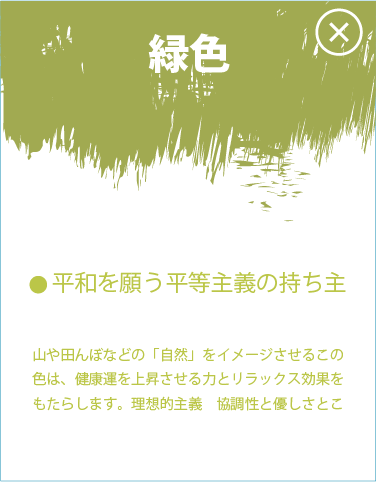 緑色
● 平和を願う平等主義の持ち主
山や田んぼなどの「自然」をイメージさせるこの
色は、健康運を上昇させる力とリラックス効果を
もたらします。理想的主義　協調性と優しさとこ